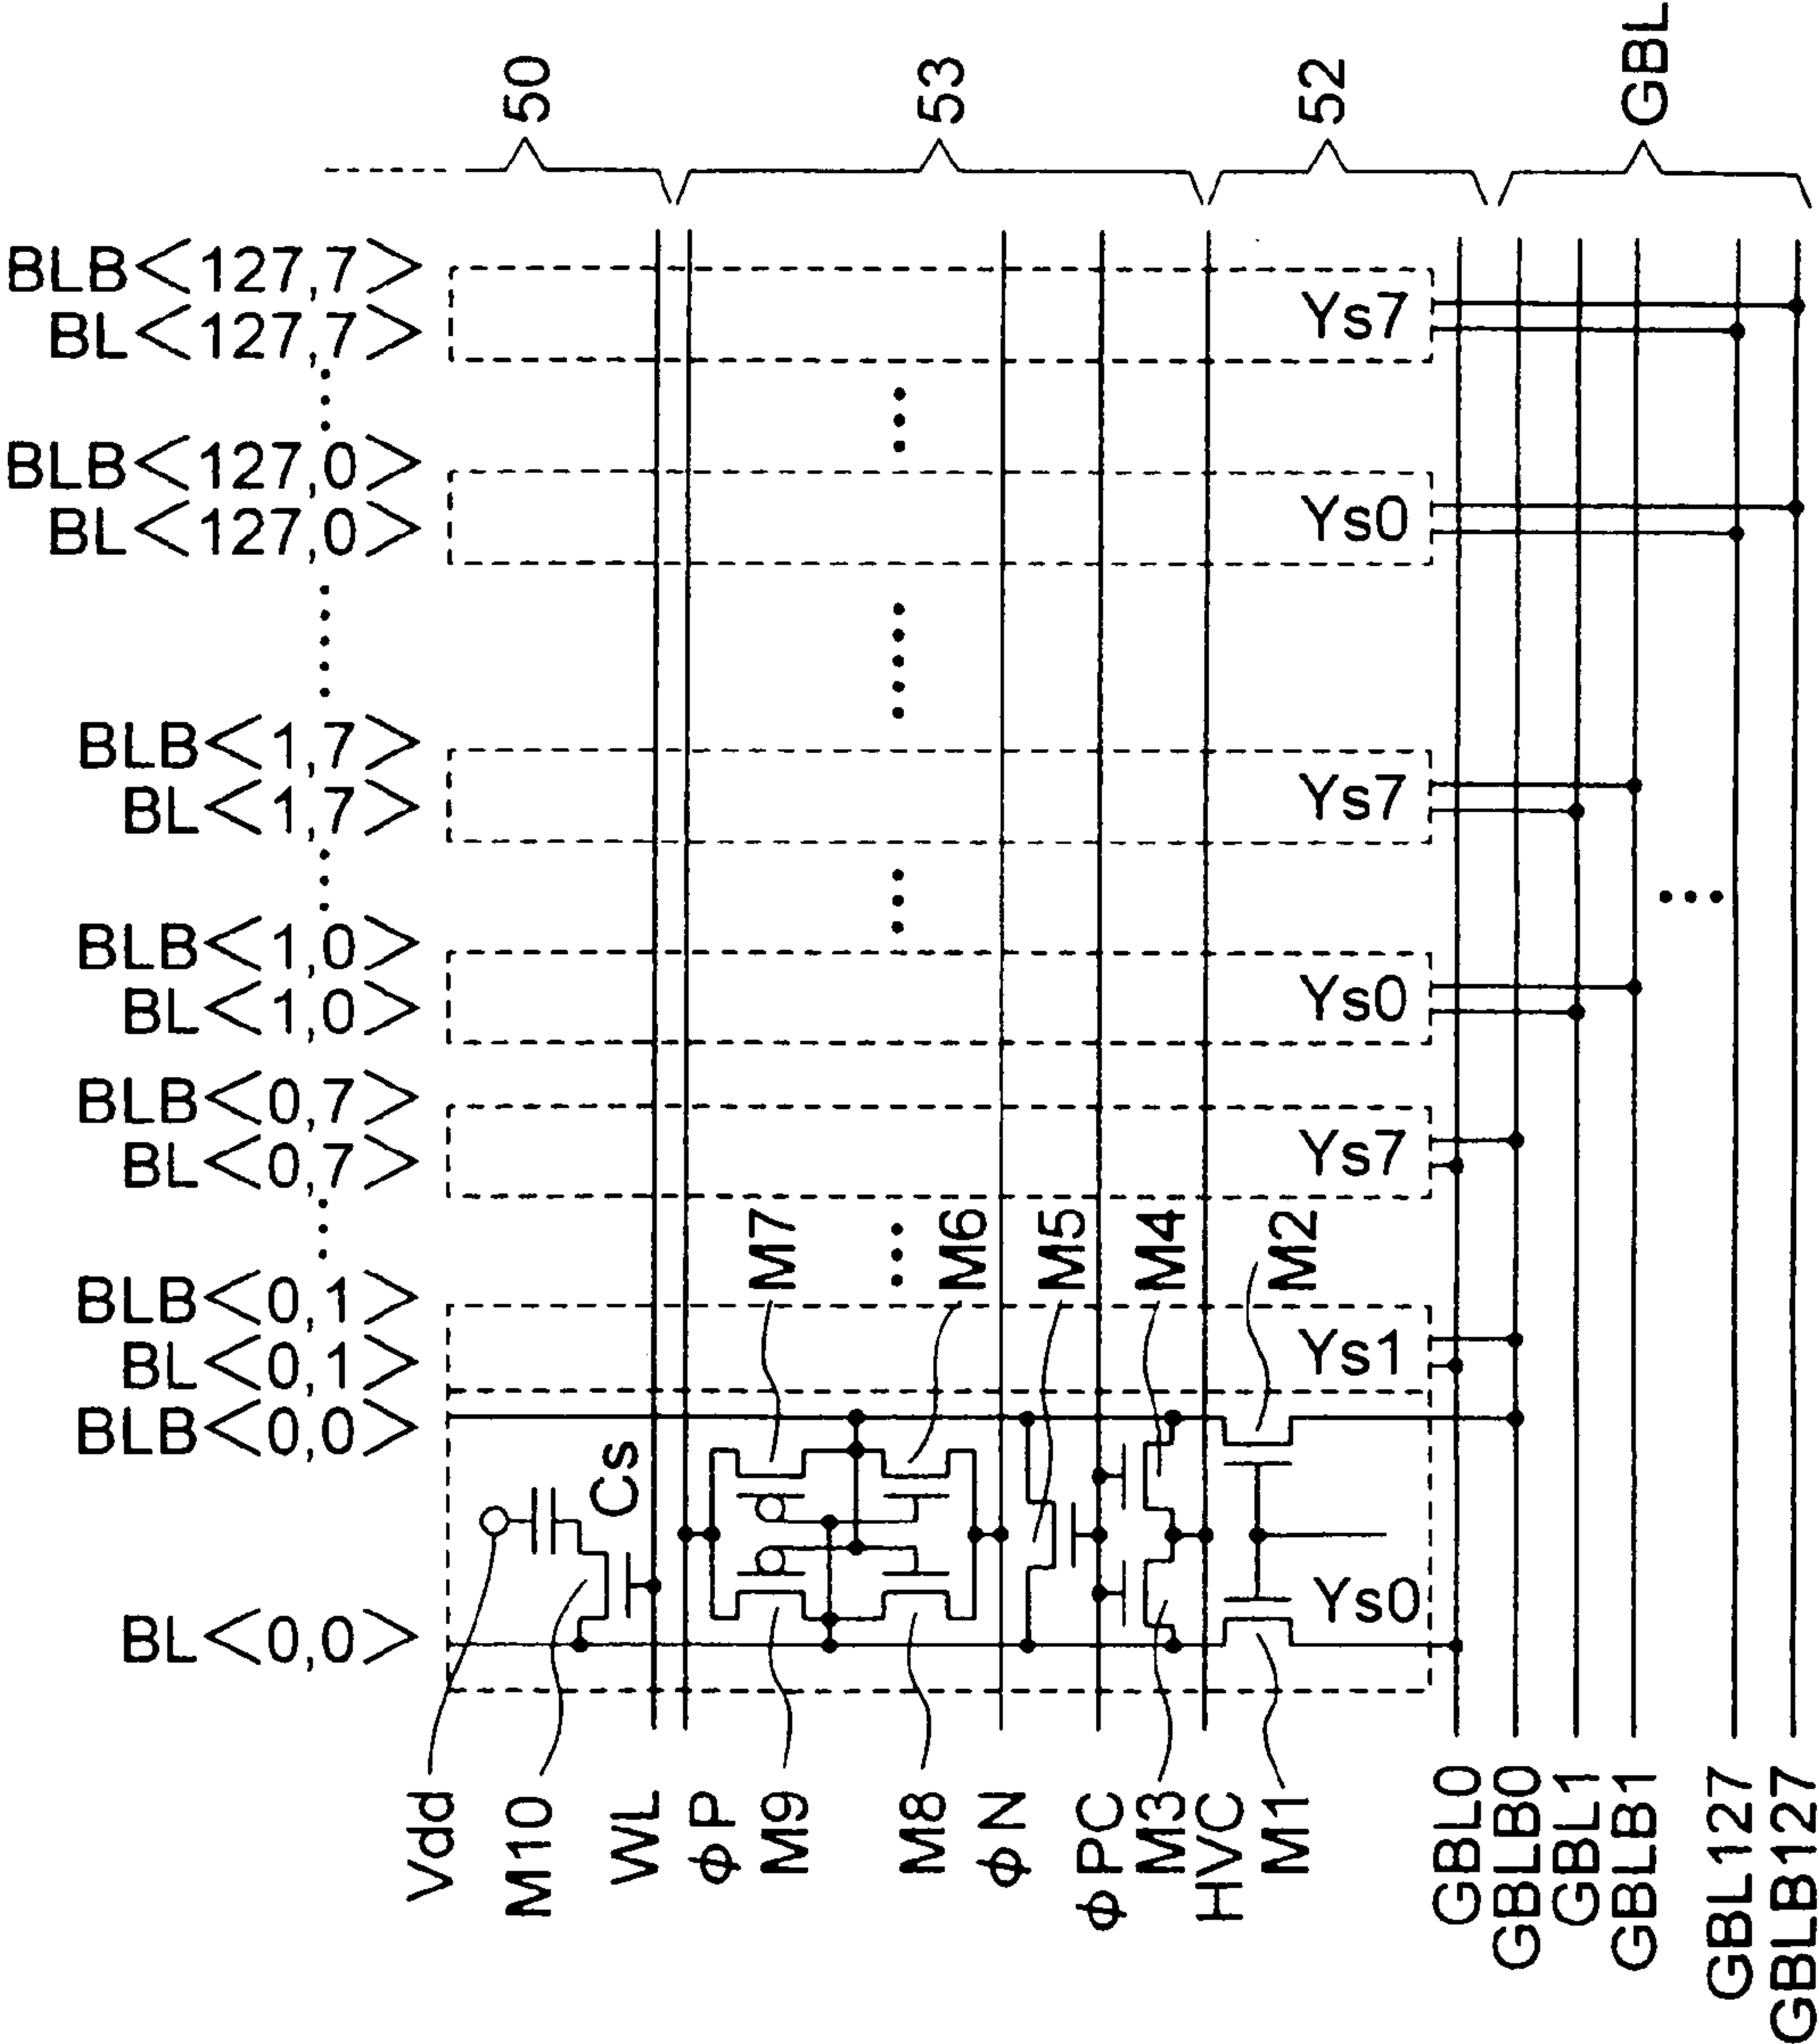 BL<0,0>
BLB<0,0>
BL<0,1>
BLB<0,1>
BL<0,7>
BLB<0,7>
BL<1,0>
BLB<1,0>
BL<1,7>
BLB<1,7>
BL<127,0>
BLB<127,0>
BL<127,7>
BLB<127,7>
Vdd
M10
WL
ϕP
M9
M8
ϕN
ϕPC
M3
HVC
M1
Cs
M7
M6
M5
M4
M2
Ys0
Ys1
Ys7
Ys0
Ys7
Ys0
Ys7
50
53
52
GBL
GBL0
GBLB0
GBL1
GBLB1
GBL127
GBLB127